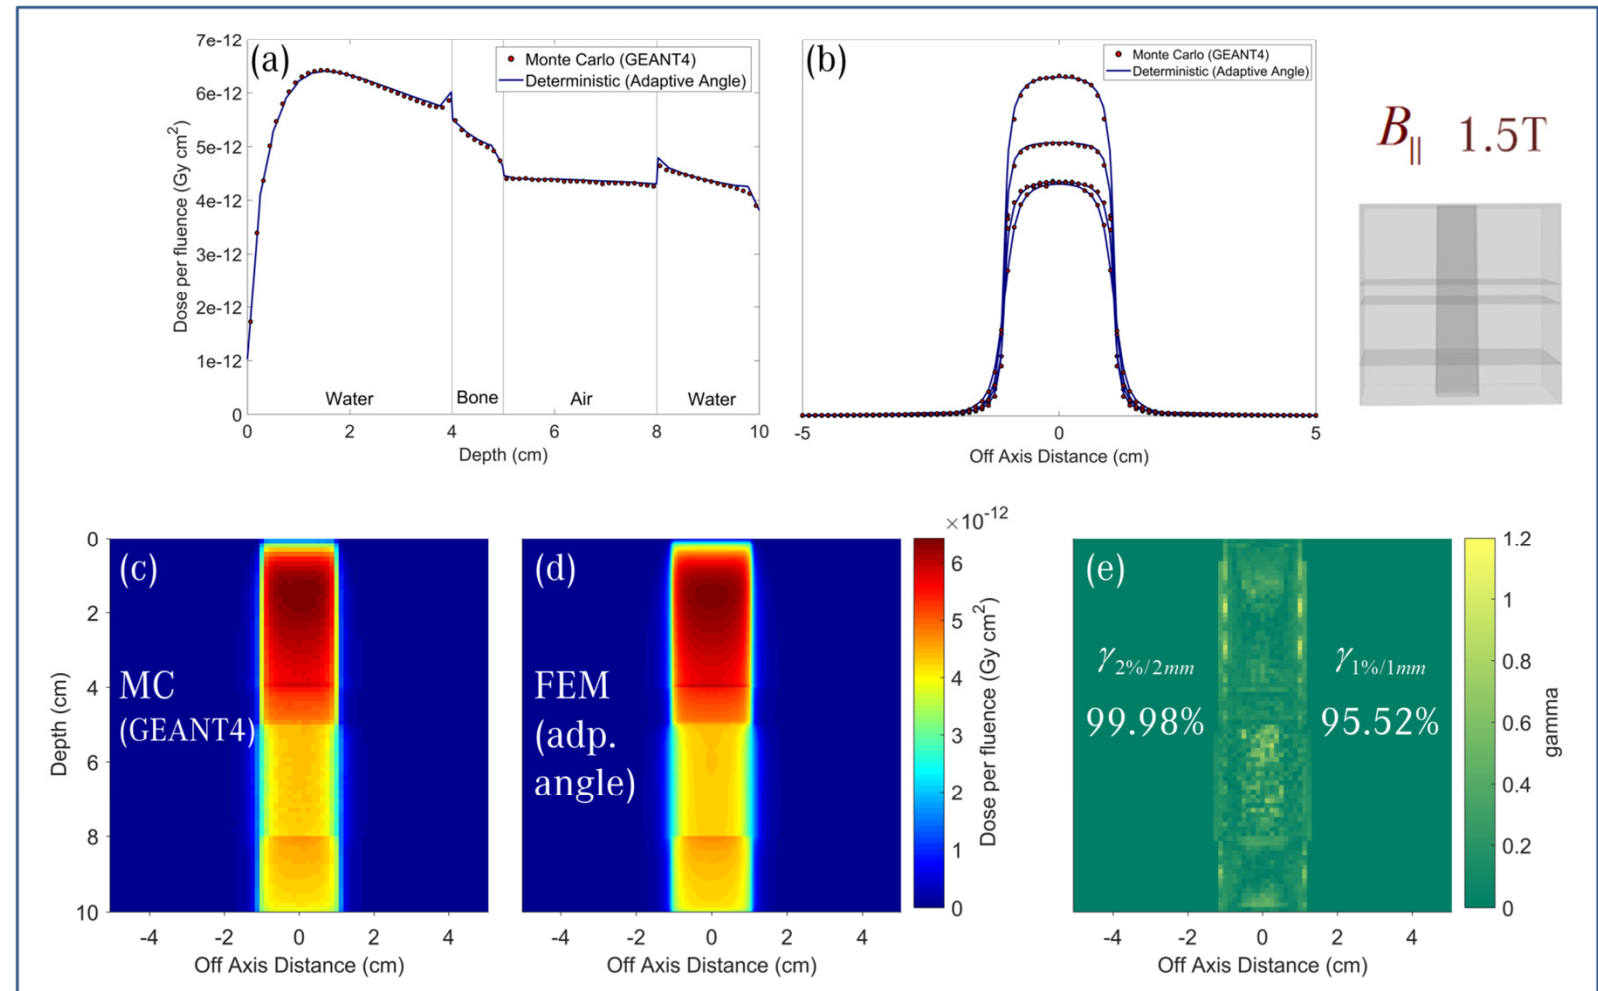 (a)
Monte Carlo (GEANT4)
Deterministic (Adaptive Angle)
Dose per fluence (Gy cm²)
7e-12
6e-12
5e-12
4e-12
3e-12
2e-12
1e-12
0
Water
Bone
Air
Water
0 2 4 5 6 8 10
Depth (cm)
(b)
Monte Carlo (GEANT4)
Deterministic (Adaptive Angle)
-5 0 5
Off Axis Distance (cm)
B|| 1.5T
(c)
MC
(GEANT4)
Depth (cm)
0
2
4
6
8
10
-4 -2 0 2 4
Off Axis Distance (cm)
(d)
FEM
(adp.
angle)
-4 -2 0 2 4
Off Axis Distance (cm)
×10⁻¹²
6
5
4
3
2
1
0
Dose per fluence (Gy cm²)
(e)
γ2%/2mm
99.98%
γ1%/1mm
95.52%
-4 -2 0 2 4
Off Axis Distance (cm)
1.2
1
0.8
0.6
0.4
0.2
0
gamma